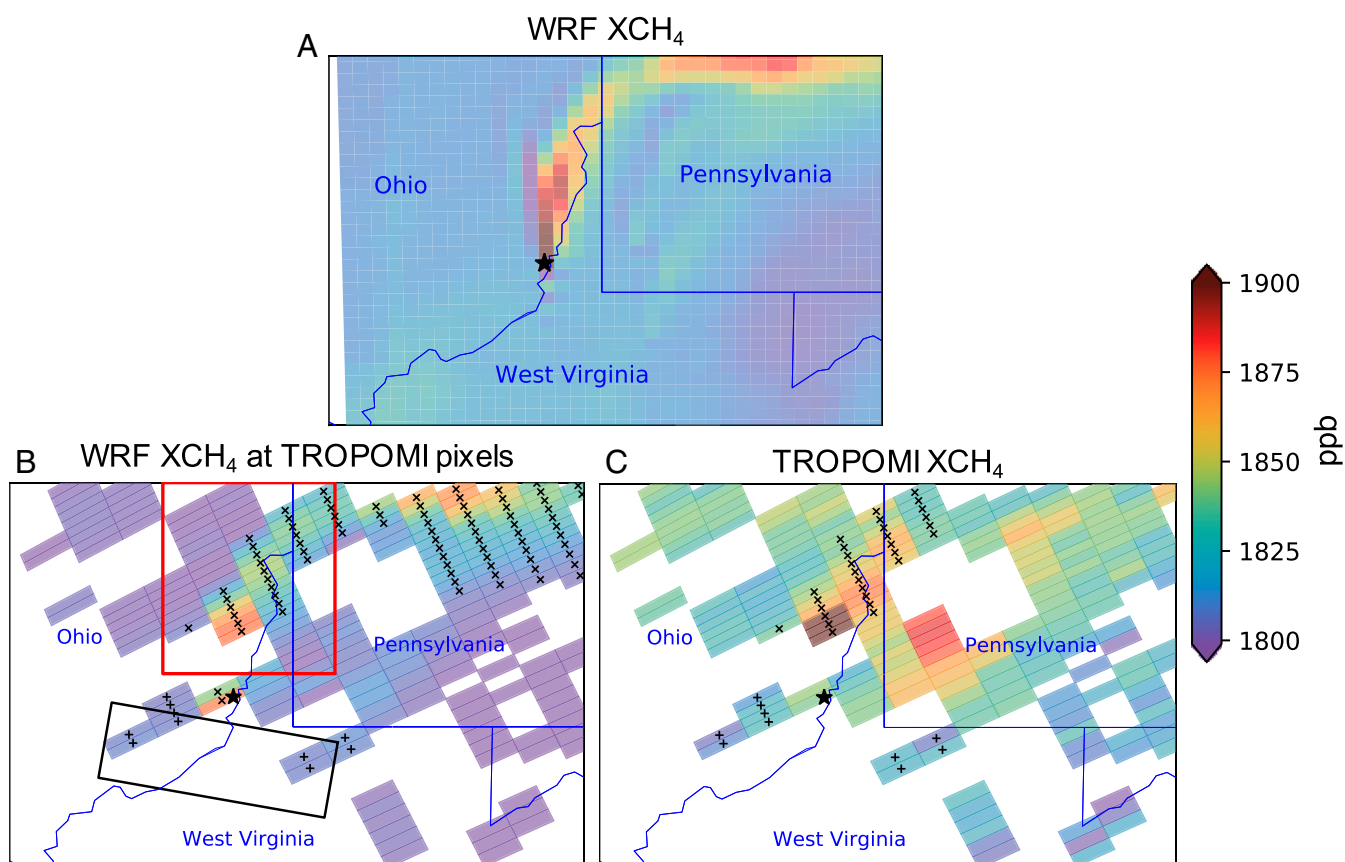 A
WRF XCH₄
Ohio
Pennsylvania
West Virginia
1900
1875
1850
1825
1800
ppb
B
WRF XCH₄ at TROPOMI pixels
Ohio
Pennsylvania
West Virginia
C
TROPOMI XCH₄
Ohio
Pennsylvania
West Virginia